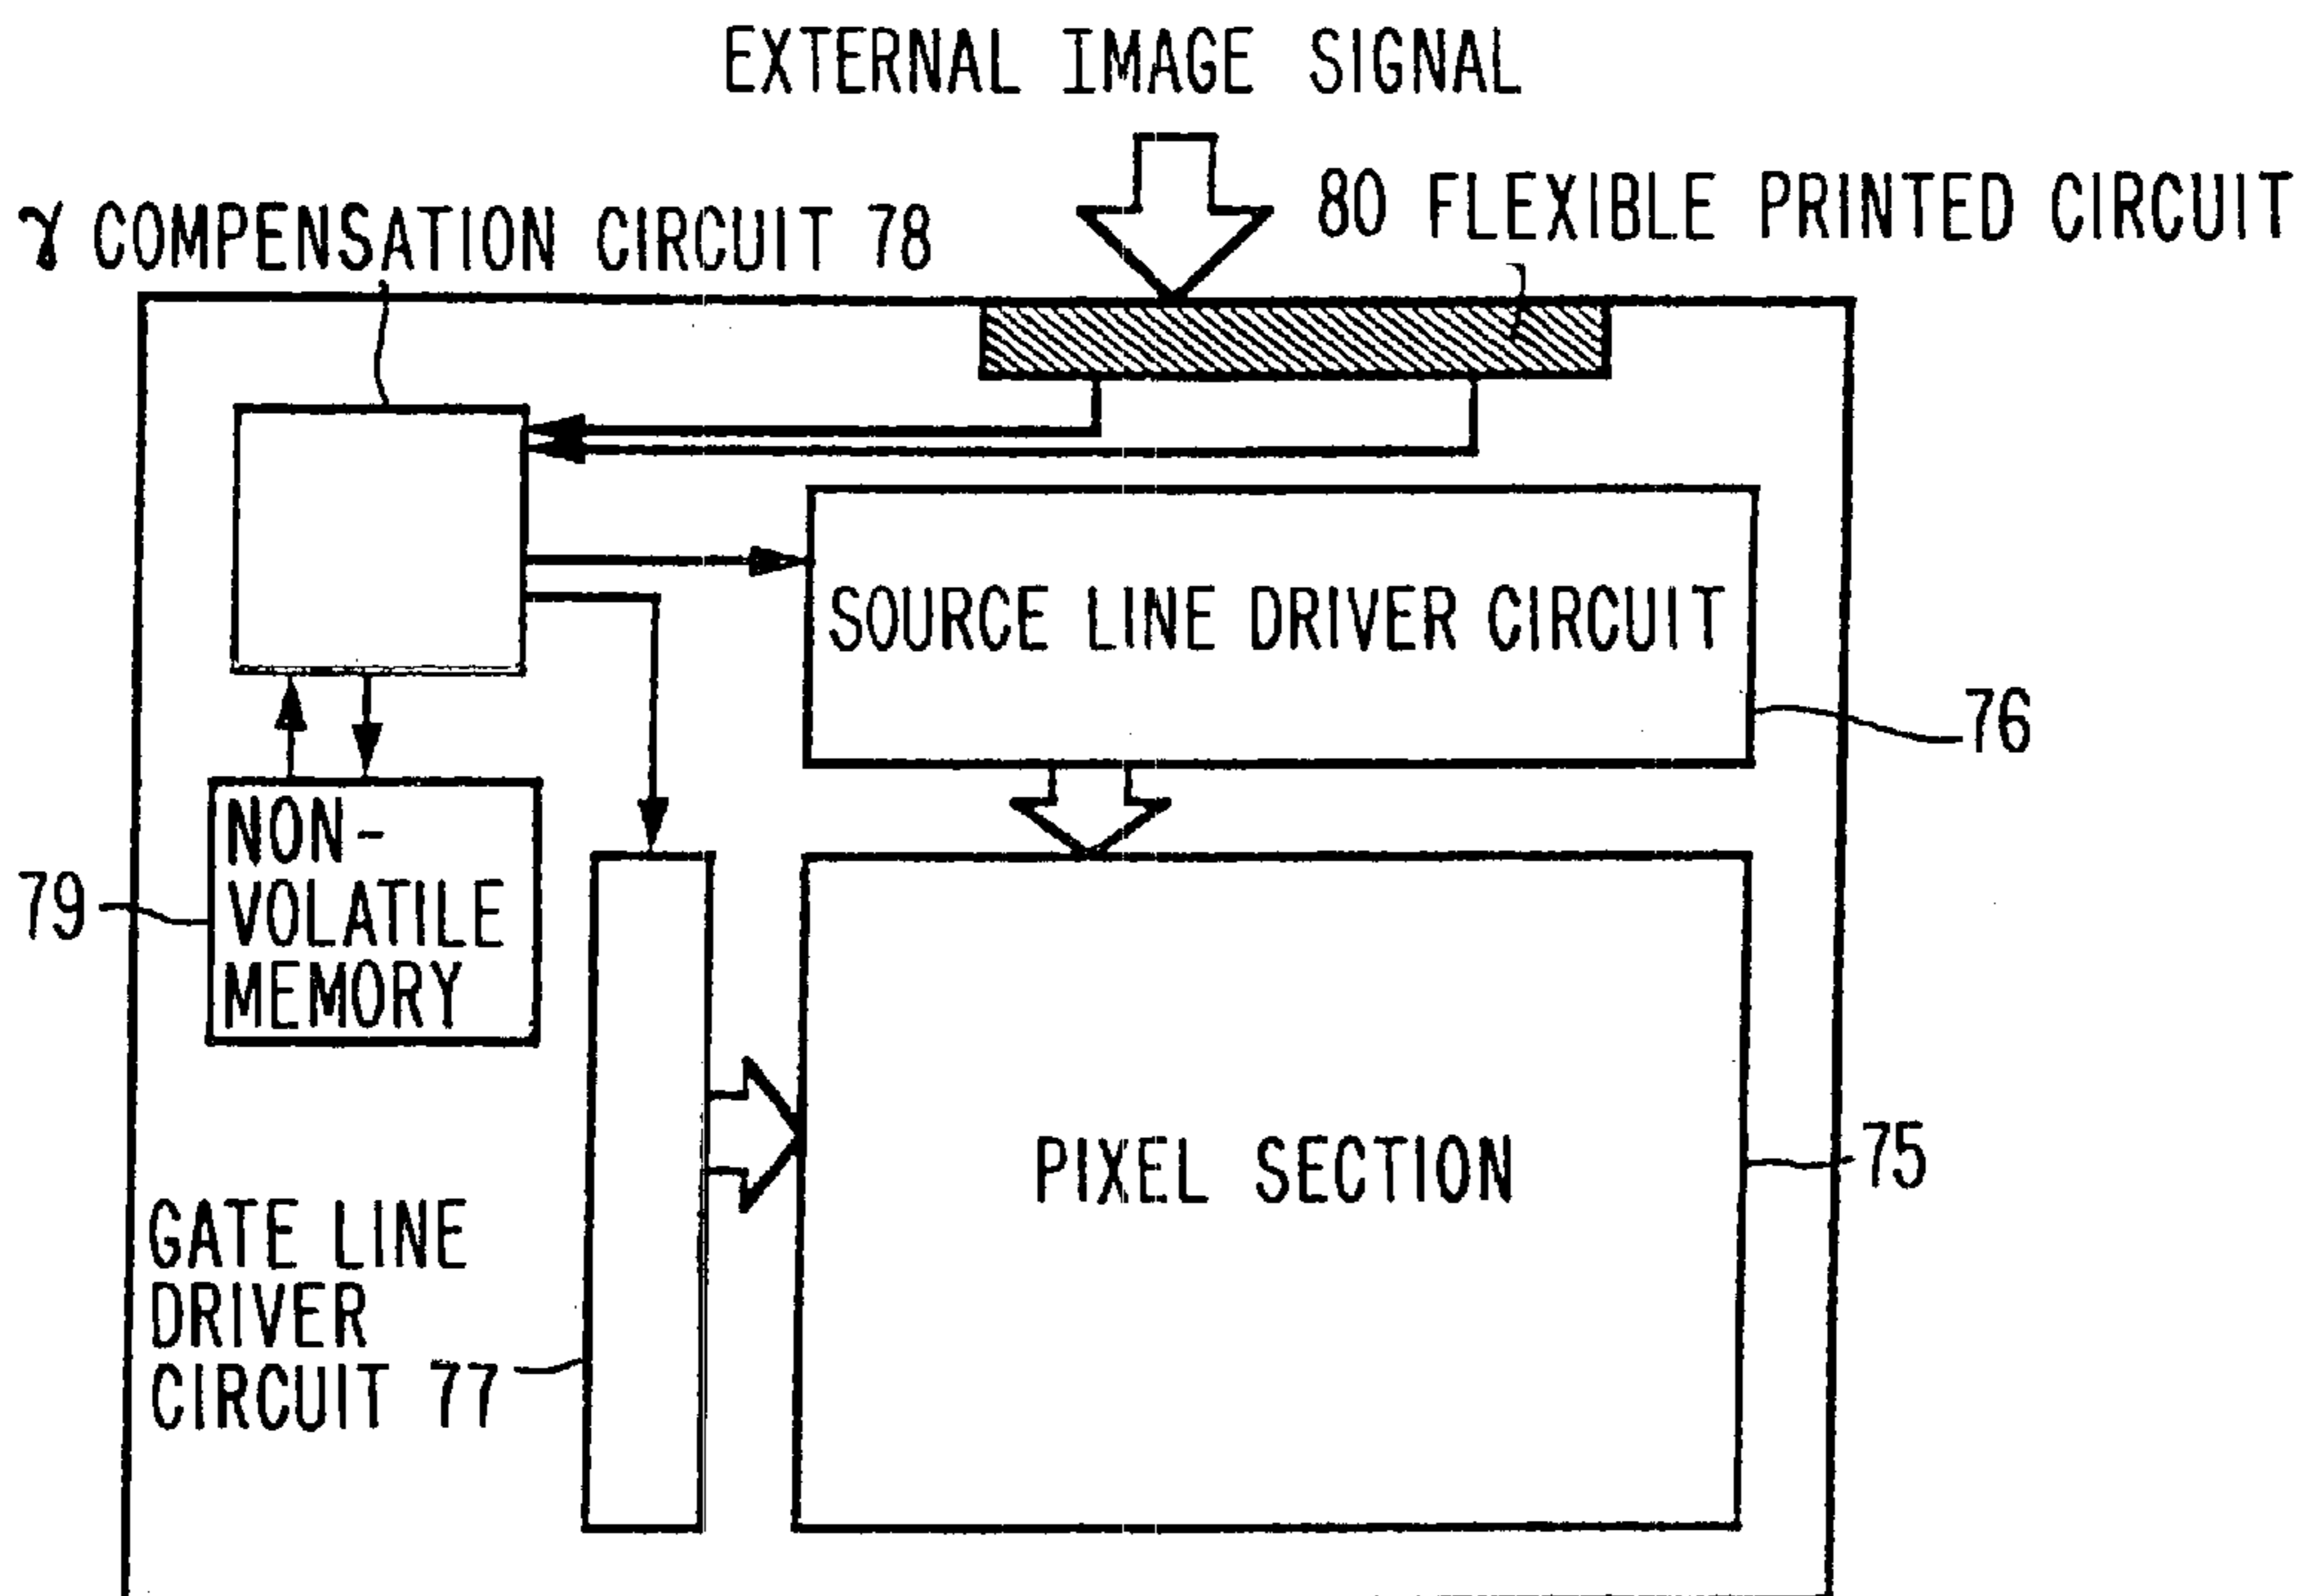 EXTERNAL IMAGE SIGNAL
80 FLEXIBLE PRINTED CIRCUIT
γ COMPENSATION CIRCUIT 78
SOURCE LINE DRIVER CIRCUIT
76
NON-
VOLATILE
MEMORY
79
PIXEL SECTION
75
GATE LINE
DRIVER
CIRCUIT 77